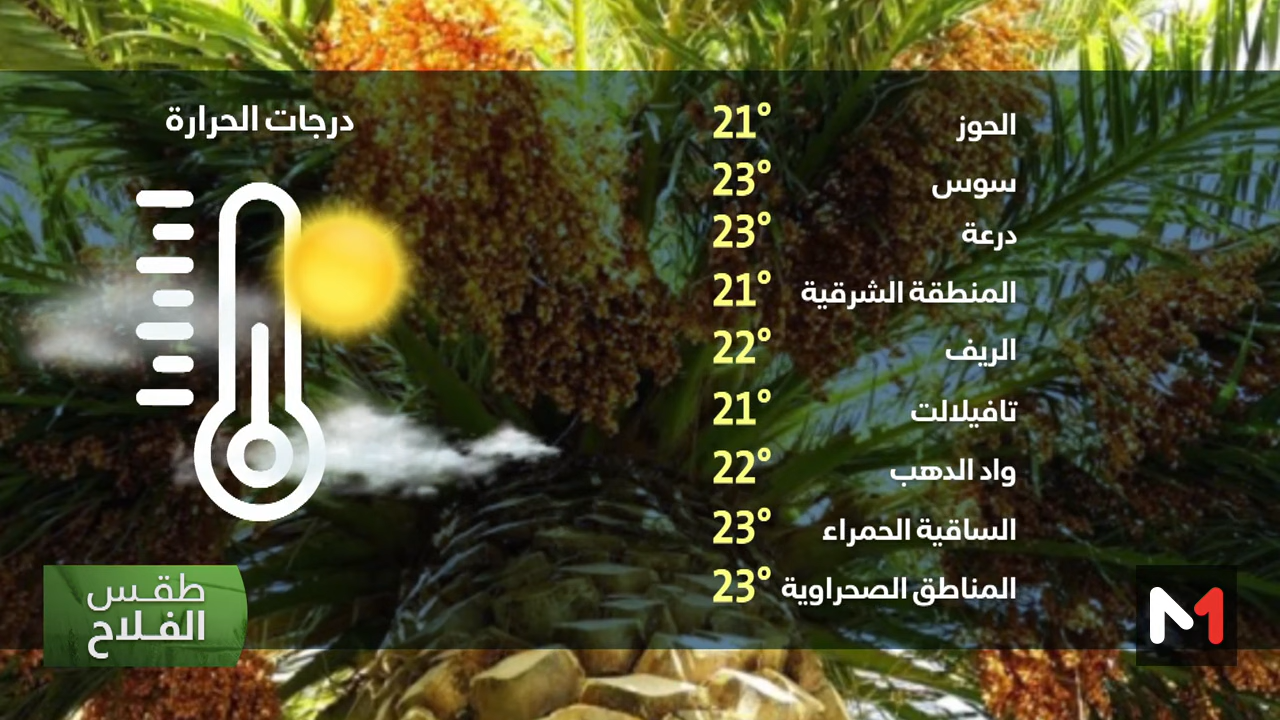 درجات الحرارة
الحوز 21°
سوس 23°
درعة 23°
المنطقة الشرقية 21°
الريف 22°
تافيلالت 21°
واد الدهب 22°
الساقية الحمراء 23°
المناطق الصحراوية 23°
طقس
الفلاح
M1